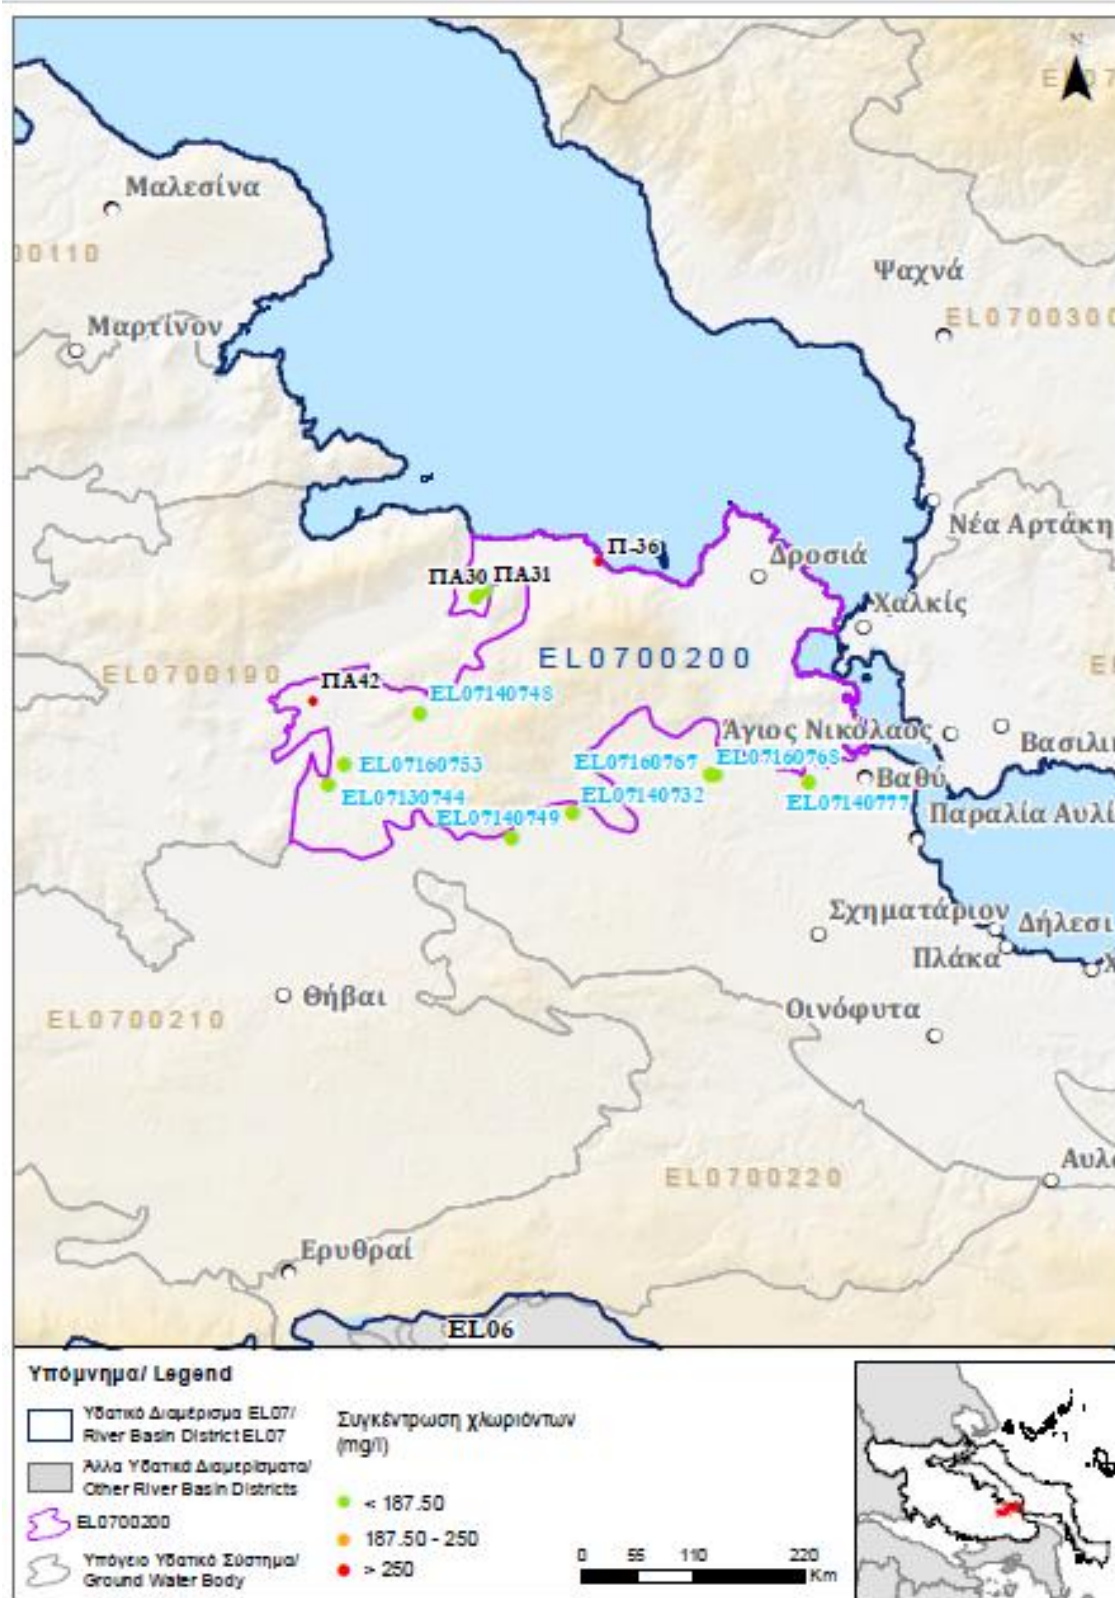 N
EL07
Μαλεσίνα
00110
Ψαχνά
Μαρτίνον
EL0700300
Νέα Αρτάκη
Π-36
Δροσιά
ΠΑ30 ΠΑ31
Χαλκίς
EL0700200
EL0700190
ΠΑ42
EL07140748
Άγιος Νικόλαος
Βασιλι
EL07160753
EL07160767
EL07160768
Βαθύ
EL07130744
EL07140732
EL07140777
EL07140749
Παραλία Αυλί
Σχηματάριον
Δήλεσι
Πλάκα
Χ
Θήβαι
Οινόφυτα
EL0700210
Αυλ
EL0700220
Ερυθραί
EL06
Υπόμνημα/ Legend
Υδατικό Διαμέρισμα EL07/
River Basin District EL07
Άλλα Υδατικά Διαμερίσματα/
Other River Basin Districts
EL0700200
Υπόγειο Υδατικό Σύστημα/
Ground Water Body
Συγκέντρωση χλωριόντων
(mg/l)
< 187.50
187.50 - 250
> 250
0 55 110 220
Km